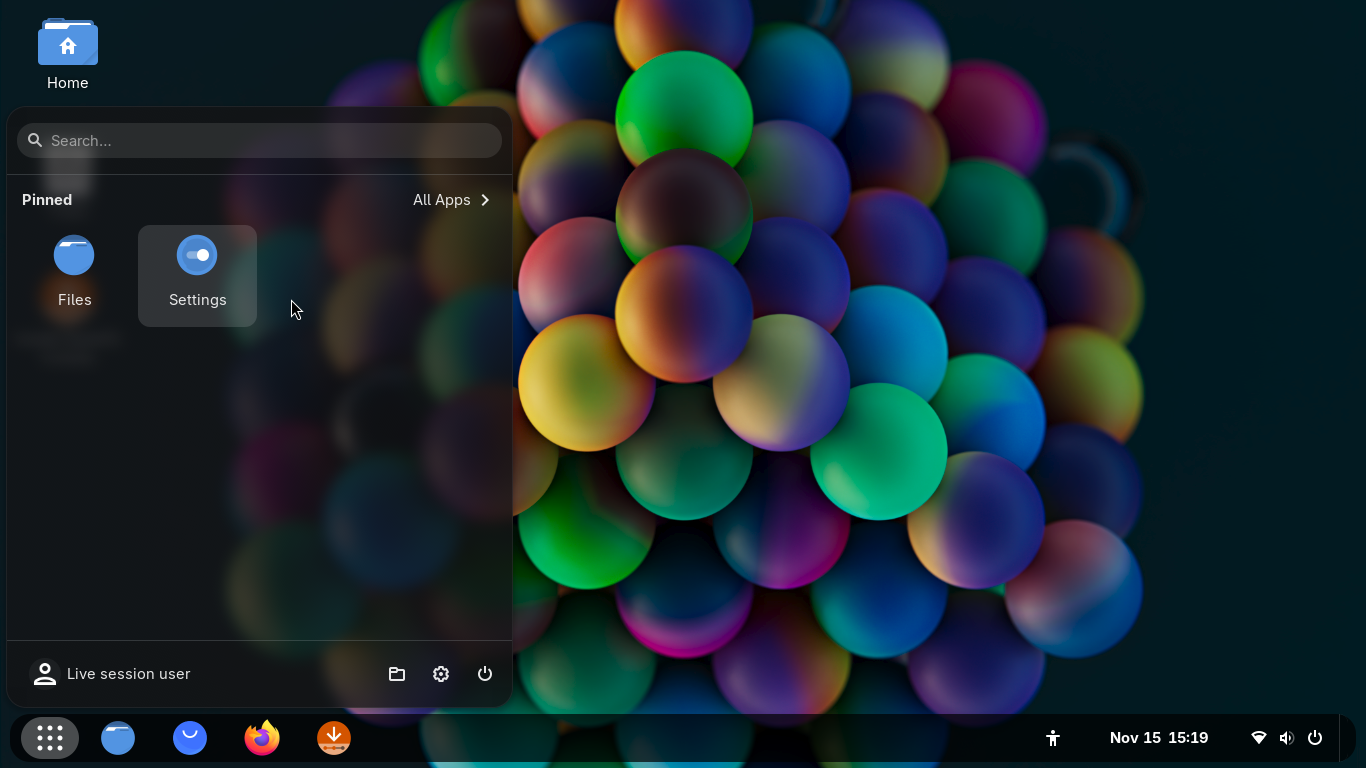 Home
Search...
Pinned
All Apps
Files
Settings
Live session user
Nov 15 15:19